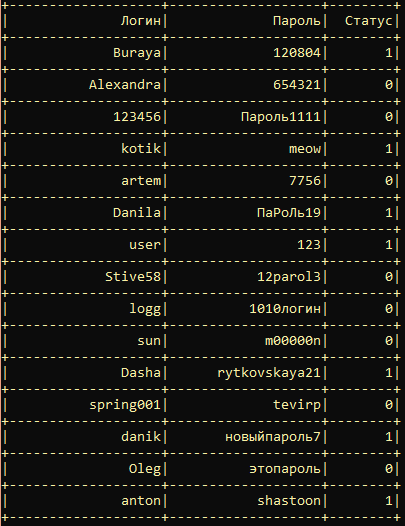 Логин| Пароль| Статус|
Buraya| 120804| 1|
Alexandra| 654321| 0|
123456| Пароль1111| 0|
kotik| meow| 1|
artem| 7756| 0|
Danila| ПаРоЛь19| 1|
user| 123| 1|
Stive58| 12parol3| 0|
logg| 1010логин| 0|
sun| m00000n| 0|
Dasha| rytkovskaya21| 1|
spring001| tevirp| 0|
danik| новыйпароль7| 1|
Oleg| этопароль| 0|
anton| shastoon| 1|